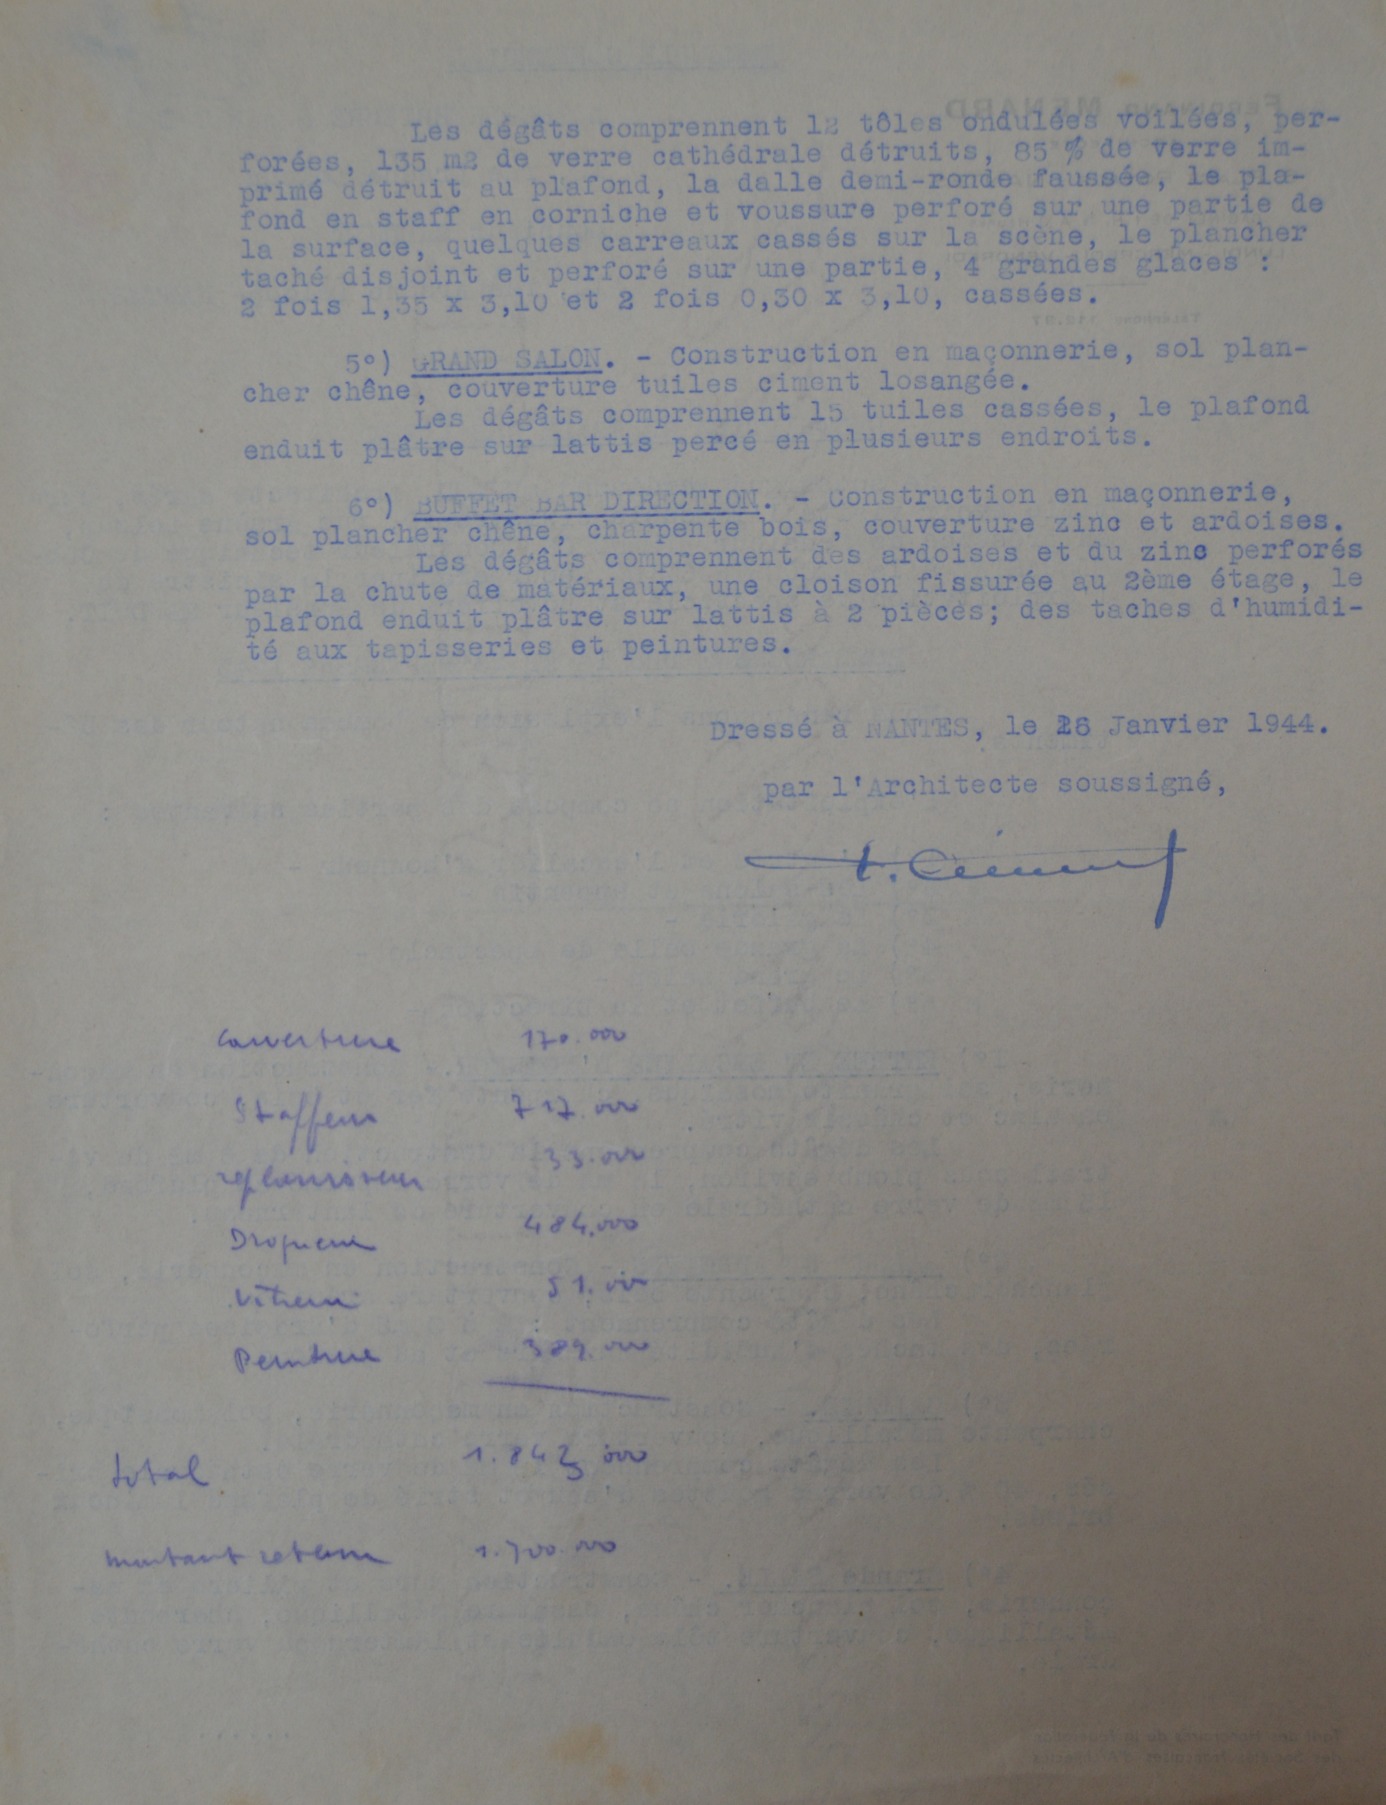 Les dégâts comprennent 12 tôles ondulées voilées, per-
forées, 135 m2 de verre cathédrale détruits, 85 % de verre im-
primé détruit au plafond, la dalle demi-ronde faussée, le pla-
fond en staff en corniche et voussure perforé sur une partie de
la surface, quelques carreaux cassés sur la scène, le plancher
taché disjoint et perforé sur une partie, 4 grandes glaces :
2 fois 1,35 x 3,10 et 2 fois 0,30 x 3,10, cassées.
5°) GRAND SALON. - Construction en maçonnerie, sol plan-
cher chêne, couverture tuiles ciment losangée.
Les dégâts comprennent 15 tuiles cassées, le plafond
enduit plâtre sur lattis percé en plusieurs endroits.
6°) BUFFET BAR DIRECTION. - Construction en maçonnerie,
sol plancher chêne, charpente bois, couverture zinc et ardoises.
Les dégâts comprennent des ardoises et du zinc perforés
par la chute de matériaux, une cloison fissurée au 2ème étage, le
plafond enduit plâtre sur lattis à 2 pièces; des taches d'humidi-
té aux tapisseries et peintures.
Dressé à NANTES, le 26 Janvier 1944.
par l'Architecte soussigné,
couverture 170.000
Staffeur 717.000
33.000
484.000
51.000
Peinture 389.000
total 1.842 000
montant retenu 1.700.000